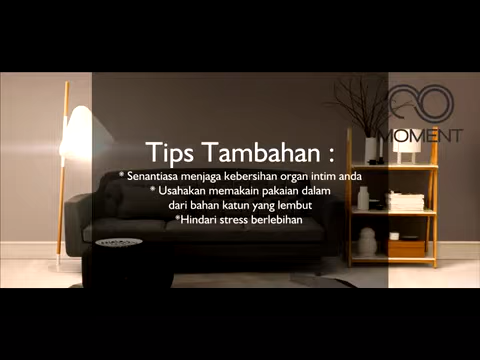 MOMENT
Tips Tambahan :
* Senantiasa menjaga kebersihan organ intim anda
* Usahakan memakain pakaian dalam
dari bahan katun yang lembut
*Hindari stress berlebihan